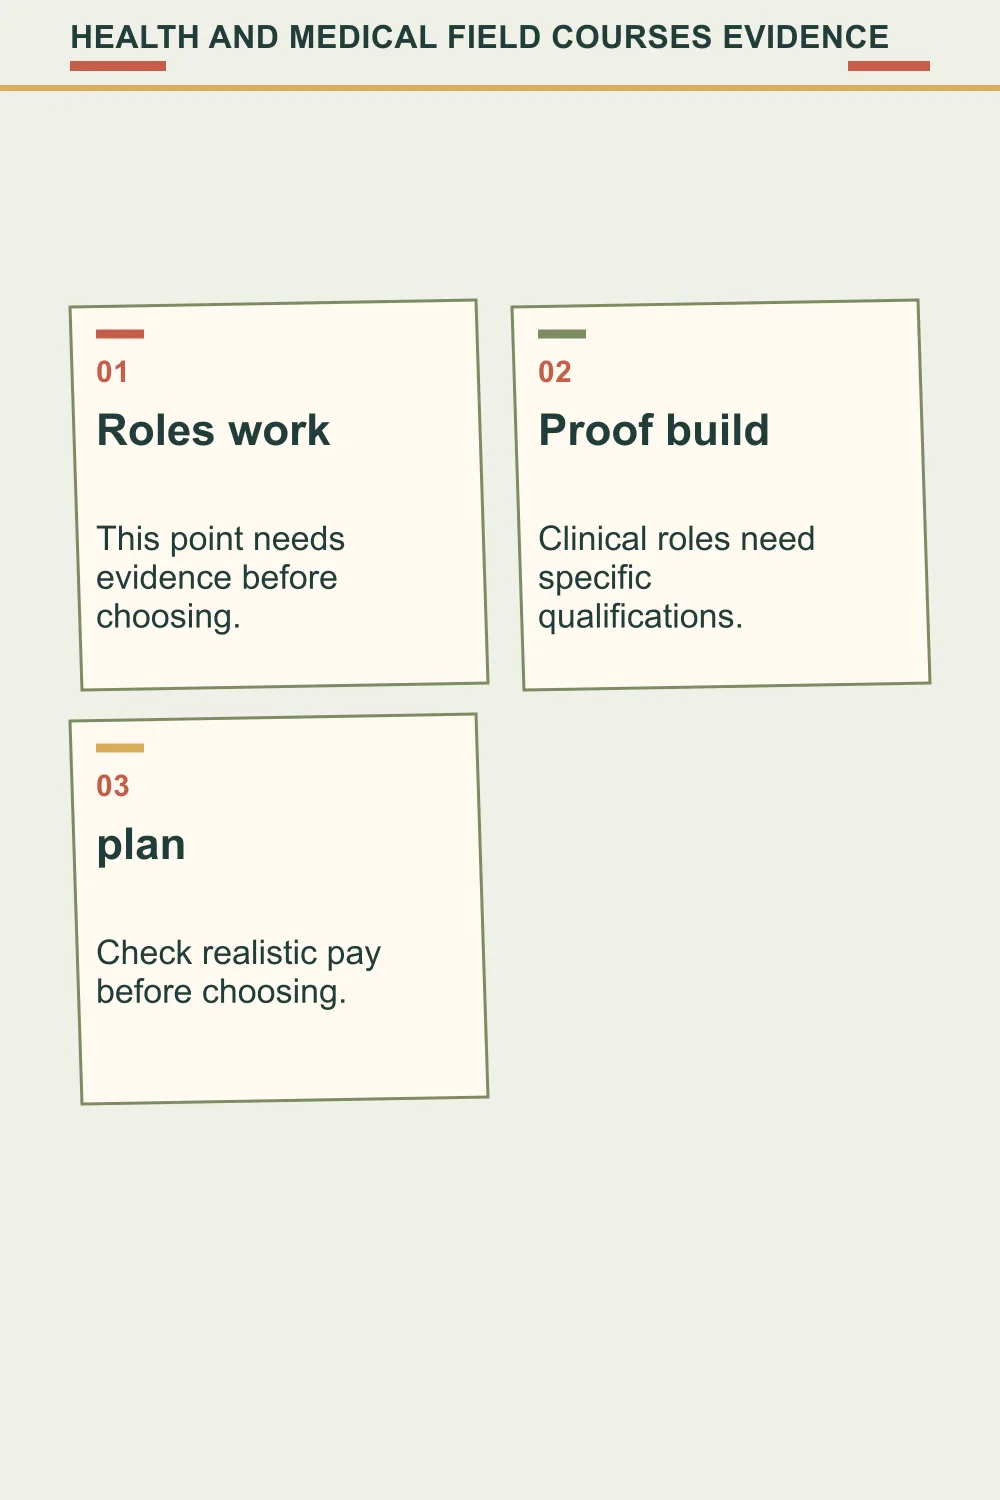 HEALTH AND MEDICAL FIELD COURSES EVIDENCE
01
Roles work
This point needs
evidence before
choosing.
02
Proof build
Clinical roles need
specific
qualifications.
03
plan
Check realistic pay
before choosing.